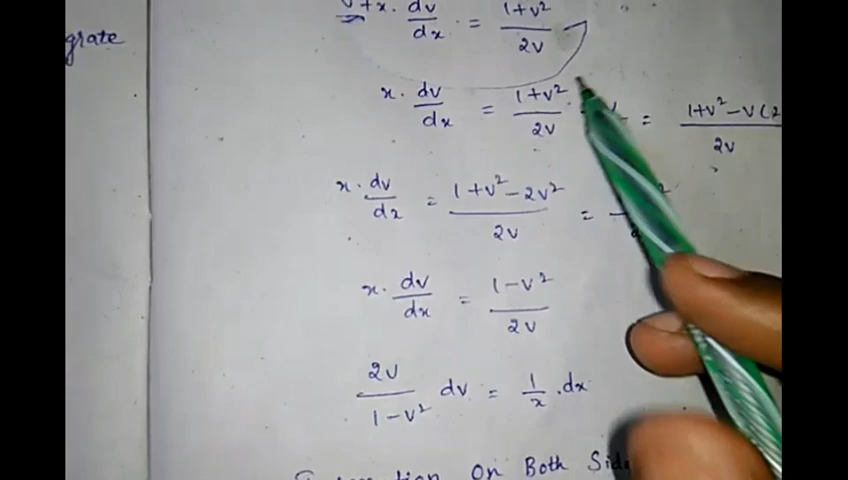 grate
v + x · dv/dx = 1+v²/2v
x · dv/dx = 1+v²/2v = 1+v²-v(2/2v
x · dv/dx = 1+v²-2v²/2v =
x · dv/dx = 1-v²/2v
2v/1-v² dv = 1/x · dx
On Both Side